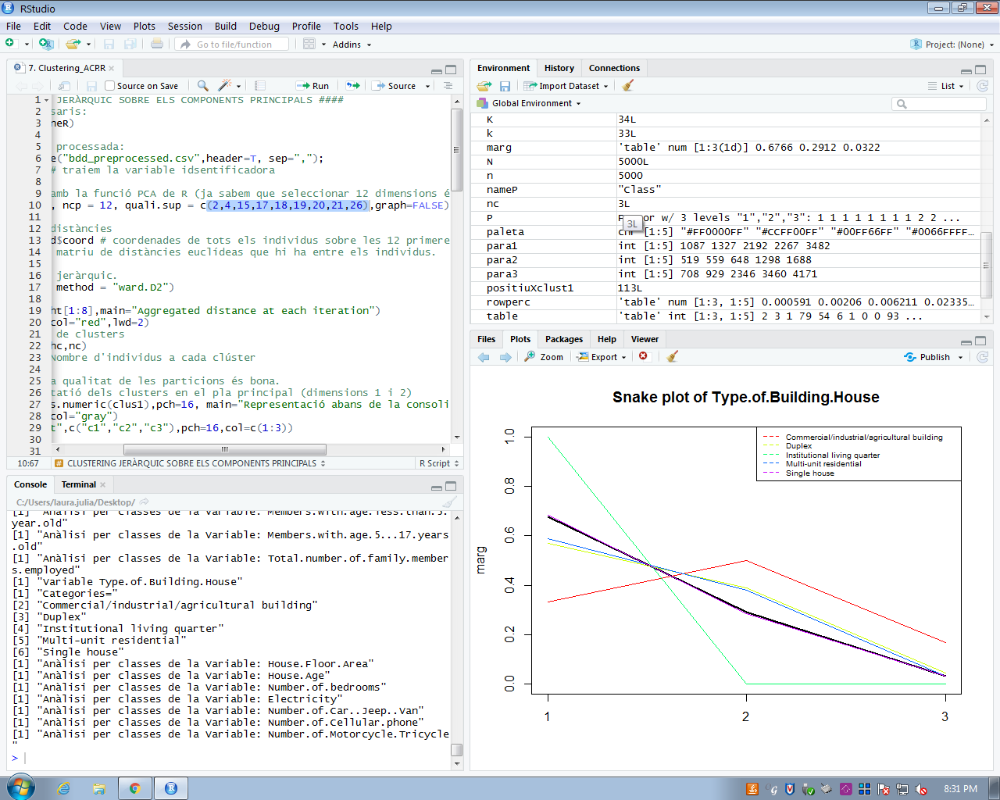 RStudio
File Edit Code View Plots Session Build Debug Profile Tools Help
Go to file/function
Addins
Project: (None)
7. Clustering_ACRR
Source on Save
Run
Source
1 JERÀRQUIC SOBRE ELS COMPONENTS PRINCIPALS ####
2 saris:
3 neR)
4
5 processada:
6 e("bdd_preprocessed.csv",header=T, sep=",");
7 # traiem la variable idsentificadora
8
9 amb la funció PCA de R (ja sabem que seleccionar 12 dimensions é
10 , ncp = 12, quali.sup = c(2,4,15,17,18,19,20,21,26),graph=FALSE)
11
12 distàncies
13 d$coord # coordenades de tots els individus sobre les 12 primere
14 matriu de distàncies euclídeas que hi ha entre els individus.
15
16 jeràrquic.
17 method = "ward.D2")
18
19 ht[1:8],main="Aggregated distance at each iteration")
20 col="red",lwd=2)
21 de clusters
22 hc,nc)
23 Nombre d'individus a cada clúster
24
25 a qualitat de les particions és bona.
26 tatió dels clusters en el pla principal (dimensions 1 i 2)
27 s.numeric(clus1),pch=16, main="Representació abans de la consoli
28 col="gray")
29 t",c("c1","c2","c3"),pch=16,col=c(1:3))
30
31
10:67 # CLUSTERING JERÀRQUIC SOBRE ELS COMPONENTS PRINCIPALS R Script
Console Terminal
C:/Users/laura.julia/Desktop/
[1] "Anàlisi per classes de la Variable: Members.with.age.less.than.5.
year.old"
[1] "Anàlisi per classes de la Variable: Members.with.age.5...17.years
.old"
[1] "Anàlisi per classes de la Variable: Total.number.of.family.member
s.employed"
[1] "Variable Type.of.Building.House"
[1] "Categories="
[2] "Commercial/industrial/agricultural building"
[3] "Duplex"
[4] "Institutional living quarter"
[5] "Multi-unit residential"
[6] "Single house"
[1] "Anàlisi per classes de la Variable: House.Floor.Area"
[1] "Anàlisi per classes de la Variable: House.Age"
[1] "Anàlisi per classes de la Variable: Number.of.bedrooms"
[1] "Anàlisi per classes de la Variable: Electricity"
[1] "Anàlisi per classes de la Variable: Number.of.Car..Jeep..Van"
[1] "Anàlisi per classes de la Variable: Number.of.Cellular.phone"
[1] "Anàlisi per classes de la Variable: Number.of.Motorcycle.Tricycle
"
>
Environment History Connections
Import Dataset List
Global Environment
K 34L
k 33L
marg 'table' num [1:3(1d)] 0.6766 0.2912 0.0322
N 5000L
n 5000
nameP "Class"
nc 3L
P or w/ 3 levels "1","2","3": 1 1 1 1 1 1 1 1 2 2 ...
3L
paleta chr [1:5] "#FF0000FF" "#CCFF00FF" "#00FF66FF" "#0066FFFF…
para1 int [1:5] 1087 1327 2192 2267 3482
para2 int [1:5] 519 559 648 1298 1688
para3 int [1:5] 708 929 2346 3460 4171
positiuXclust1 113L
rowperc 'table' num [1:3, 1:5] 0.000591 0.00206 0.006211 0.02335…
table 'table' int [1:3, 1:5] 2 3 1 79 54 6 1 0 0 93 ...
Files Plots Packages Help Viewer
Zoom Export Publish
Snake plot of Type.of.Building.House
Commercial/industrial/agricultural building
Duplex
Institutional living quarter
Multi-unit residential
Single house
marg
1.0
0.8
0.6
0.4
0.2
0.0
1 2 3
8:31 PM